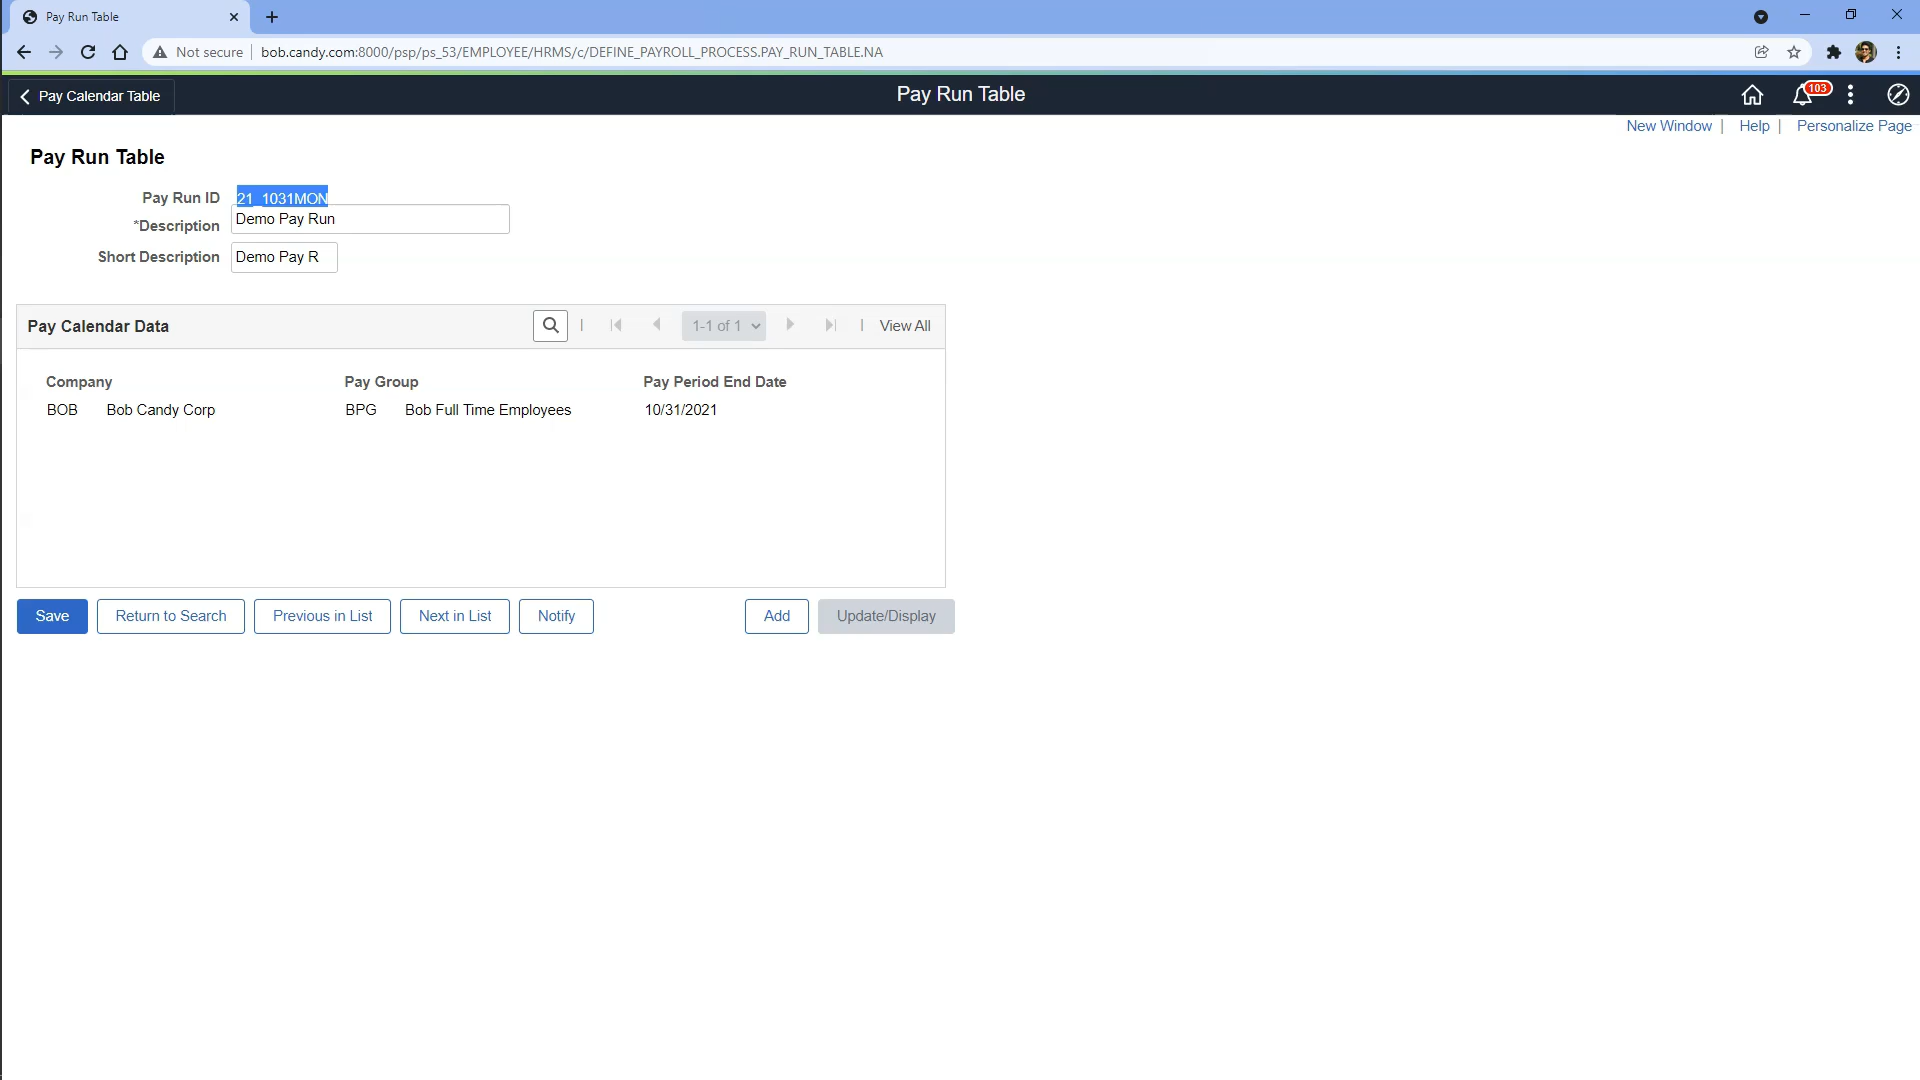 Pay Run Table
Not secure bob.candy.com:8000/psp/ps_53/EMPLOYEE/HRMS/c/DEFINE_PAYROLL_PROCESS.PAY_RUN_TABLE.NA
Pay Calendar Table Pay Run Table 103
New Window | Help | Personalize Page
Pay Run Table
Pay Run ID 21_1031MON
*Description Demo Pay Run
Short Description Demo Pay R
Pay Calendar Data | 1-1 of 1 | View All
Company Pay Group Pay Period End Date
BOB Bob Candy Corp BPG Bob Full Time Employees 10/31/2021
Save Return to Search Previous in List Next in List Notify Add Update/Display